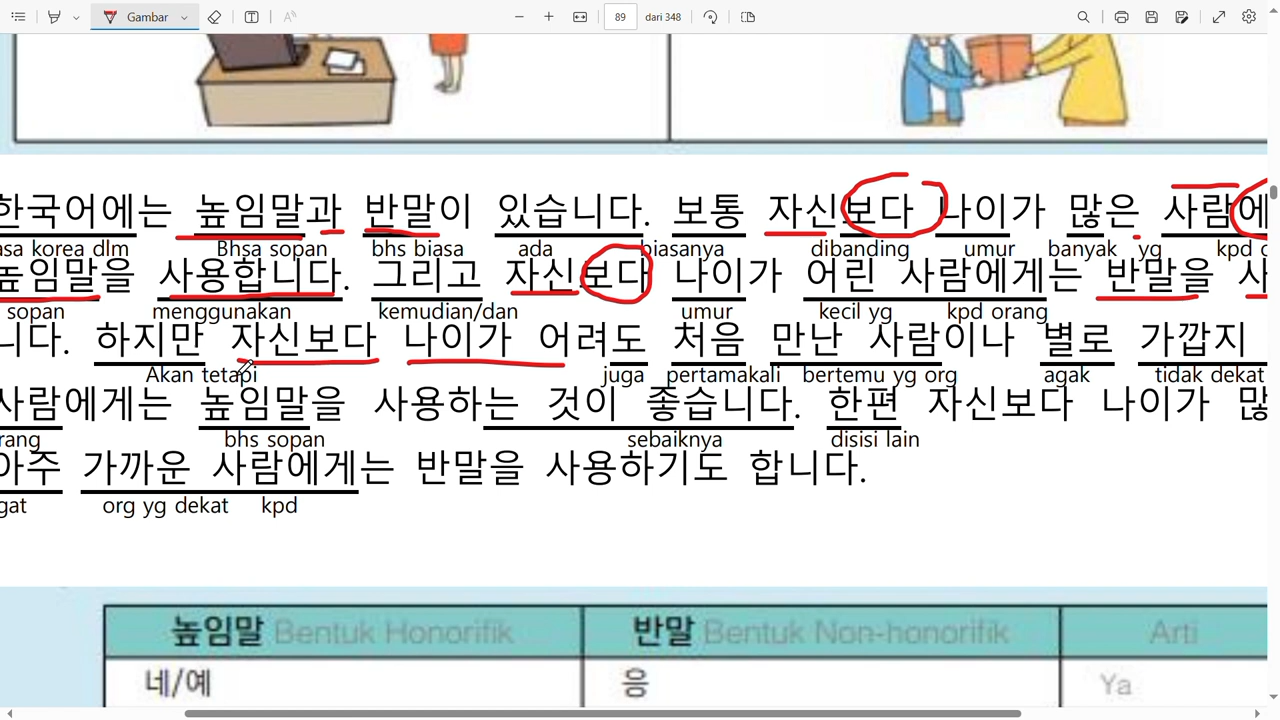 Gambar 89 dari 348
한국어에는 높임말과 반말이 있습니다. 보통 자신보다 나이가 많은 사람에
korea dlm Bhsa sopan bhs biasa ada biasanya dibanding umur banyak yg kpd
높임말을 사용합니다. 그리고 자신보다 나이가 어린 사람에게는 반말을 사
sopan menggunakan kemudian/dan umur kecil yg kpd orang
니다. 하지만 자신보다 나이가 어려도 처음 만난 사람이나 별로 가깝지
Akan tetapi juga pertamakali bertemu yg org agak tidak dekat
사람에게는 높임말을 사용하는 것이 좋습니다. 한편 자신보다 나이가 많
rang bhs sopan sebaiknya disisi lain
아주 가까운 사람에게는 반말을 사용하기도 합니다.
gat org yg dekat kpd
높임말 Bentuk Honorifik 반말 Bentuk Non-honorifik Arti
네/예 응 Ya